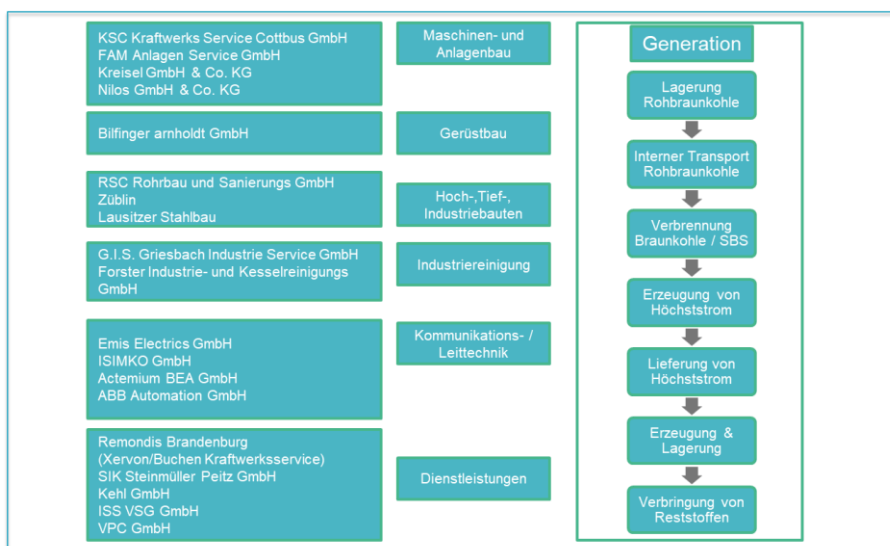 KSC Kraftwerks Service Cottbus GmbH
FAM Anlagen Service GmbH
Kreisel GmbH & Co. KG
Nilos GmbH & Co. KG
Maschinen- und
Anlagenbau
Bilfinger arnholdt GmbH
Gerüstbau
RSC Rohrbau und Sanierungs GmbH
Züblin
Lausitzer Stahlbau
Hoch-,Tief-,
Industriebauten
G.I.S. Griesbach Industrie Service GmbH
Forster Industrie- und Kesselreinigungs
GmbH
Industriereinigung
Emis Electrics GmbH
ISIMKO GmbH
Actemium BEA GmbH
ABB Automation GmbH
Kommunikations- /
Leittechnik
Remondis Brandenburg
(Xervon/Buchen Kraftwerksservice)
SIK Steinmüller Peitz GmbH
Kehl GmbH
ISS VSG GmbH
VPC GmbH
Dienstleistungen
Generation
Lagerung
Rohbraunkohle
Interner Transport
Rohbraunkohle
Verbrennung
Braunkohle / SBS
Erzeugung von
Höchststrom
Lieferung von
Höchststrom
Erzeugung &
Lagerung
Verbringung von
Reststoffen